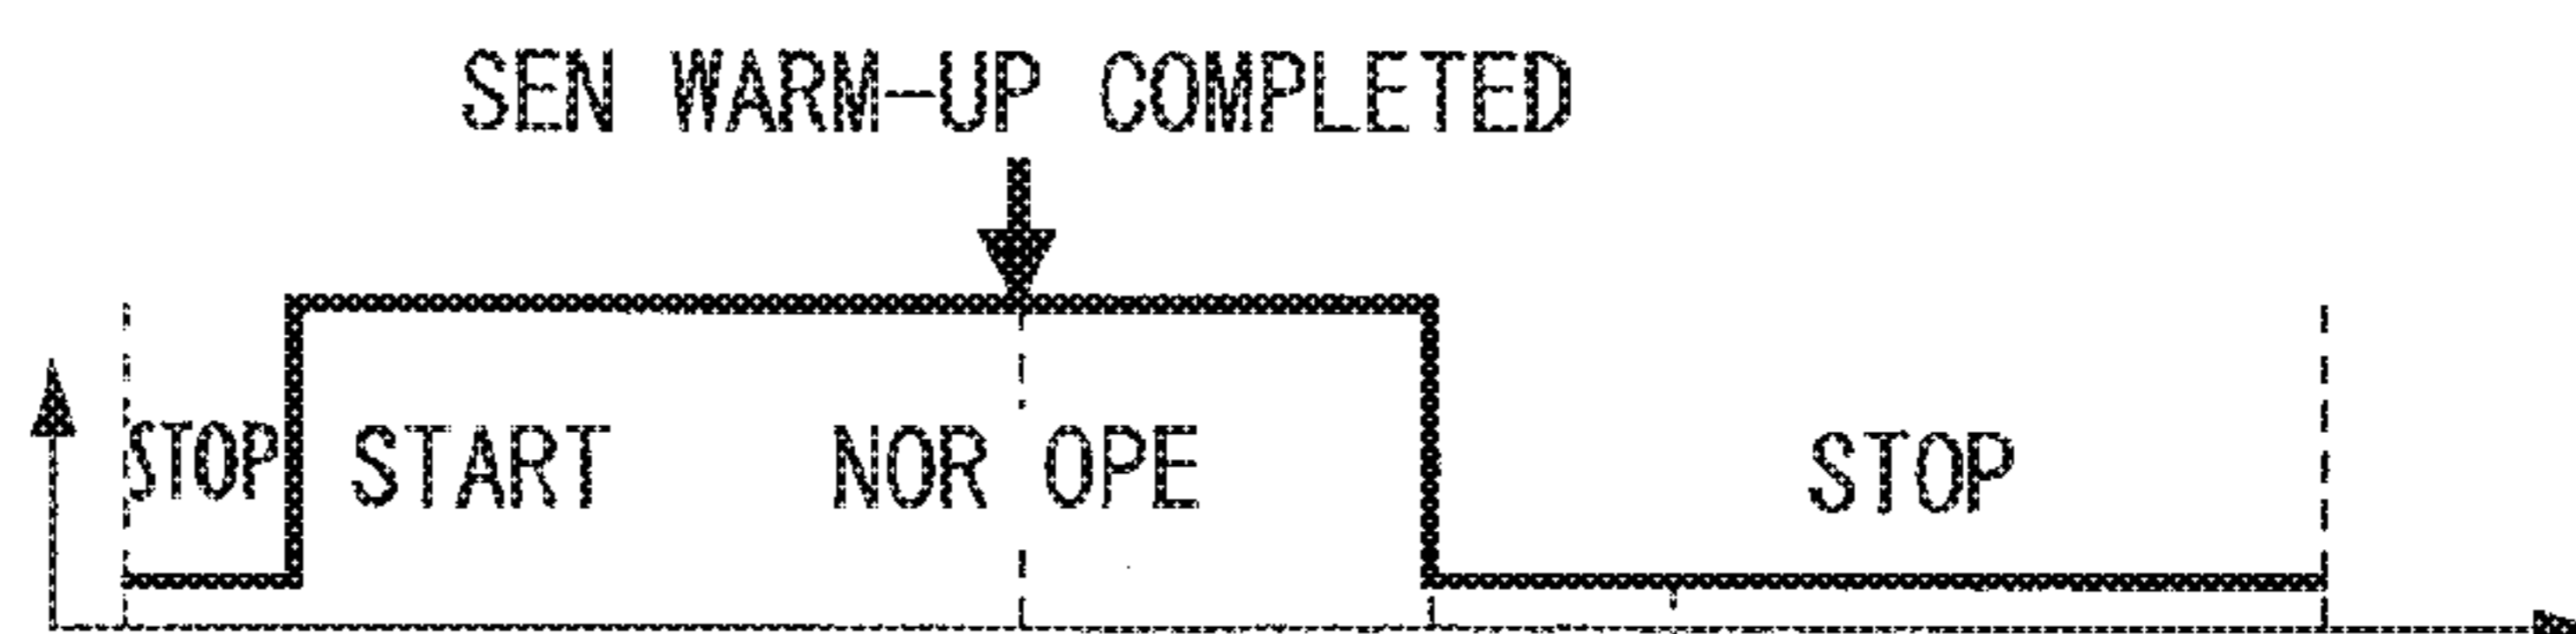 SEN WARM-UP COMPLETED
STOP START NOR OPE STOP